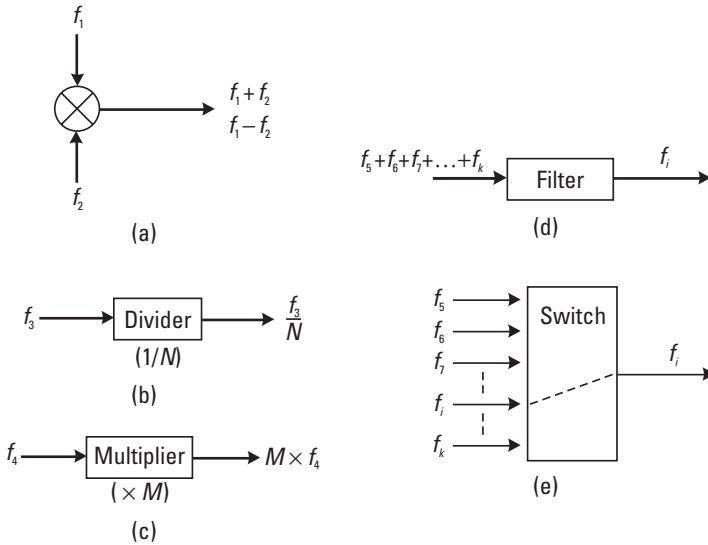 f₁
f₁ + f₂
f₁ − f₂
f₂
(a)
f₃
Divider
f₃/N
(1/N)
(b)
f₄
Multiplier
M × f₄
(× M)
(c)
f₅+f₆+f₇+...+fₖ
Filter
fᵢ
(d)
f₅
f₆
f₇
fᵢ
fₖ
Switch
fᵢ
(e)